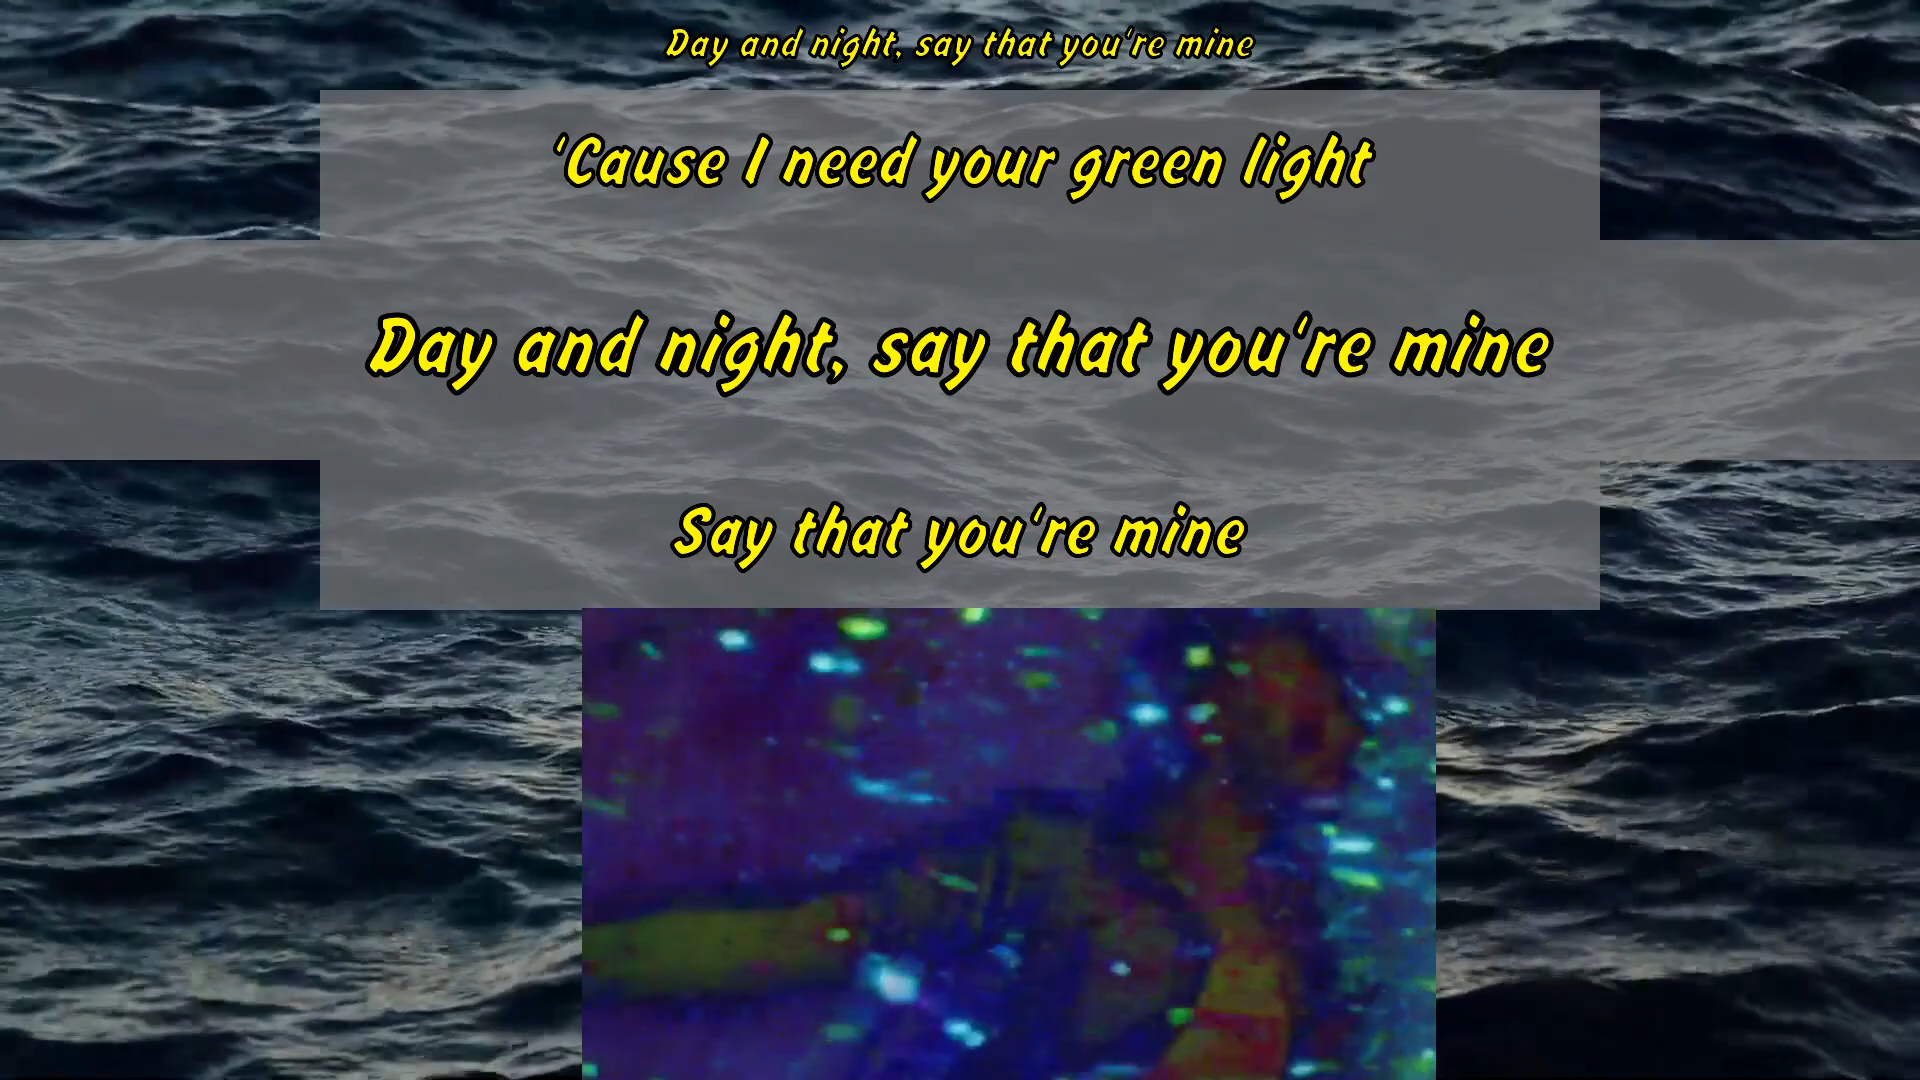 Day and night, say that you're mine
'Cause I need your green light
Day and night, say that you're mine
Say that you're mine